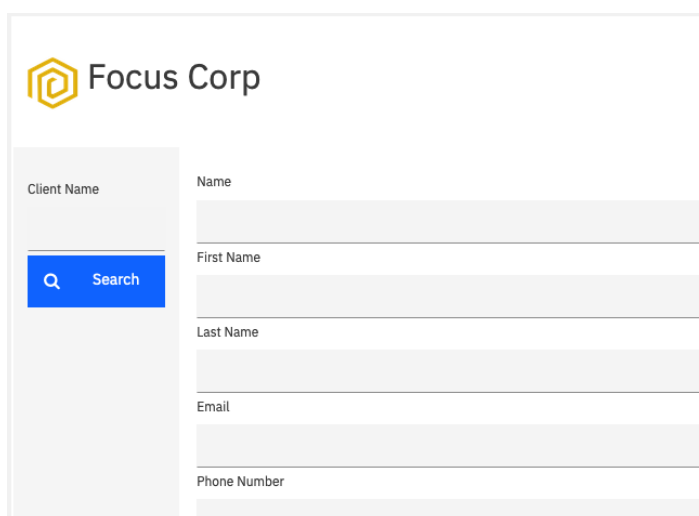 Focus Corp
Client Name
Search
Name
First Name
Last Name
Email
Phone Number